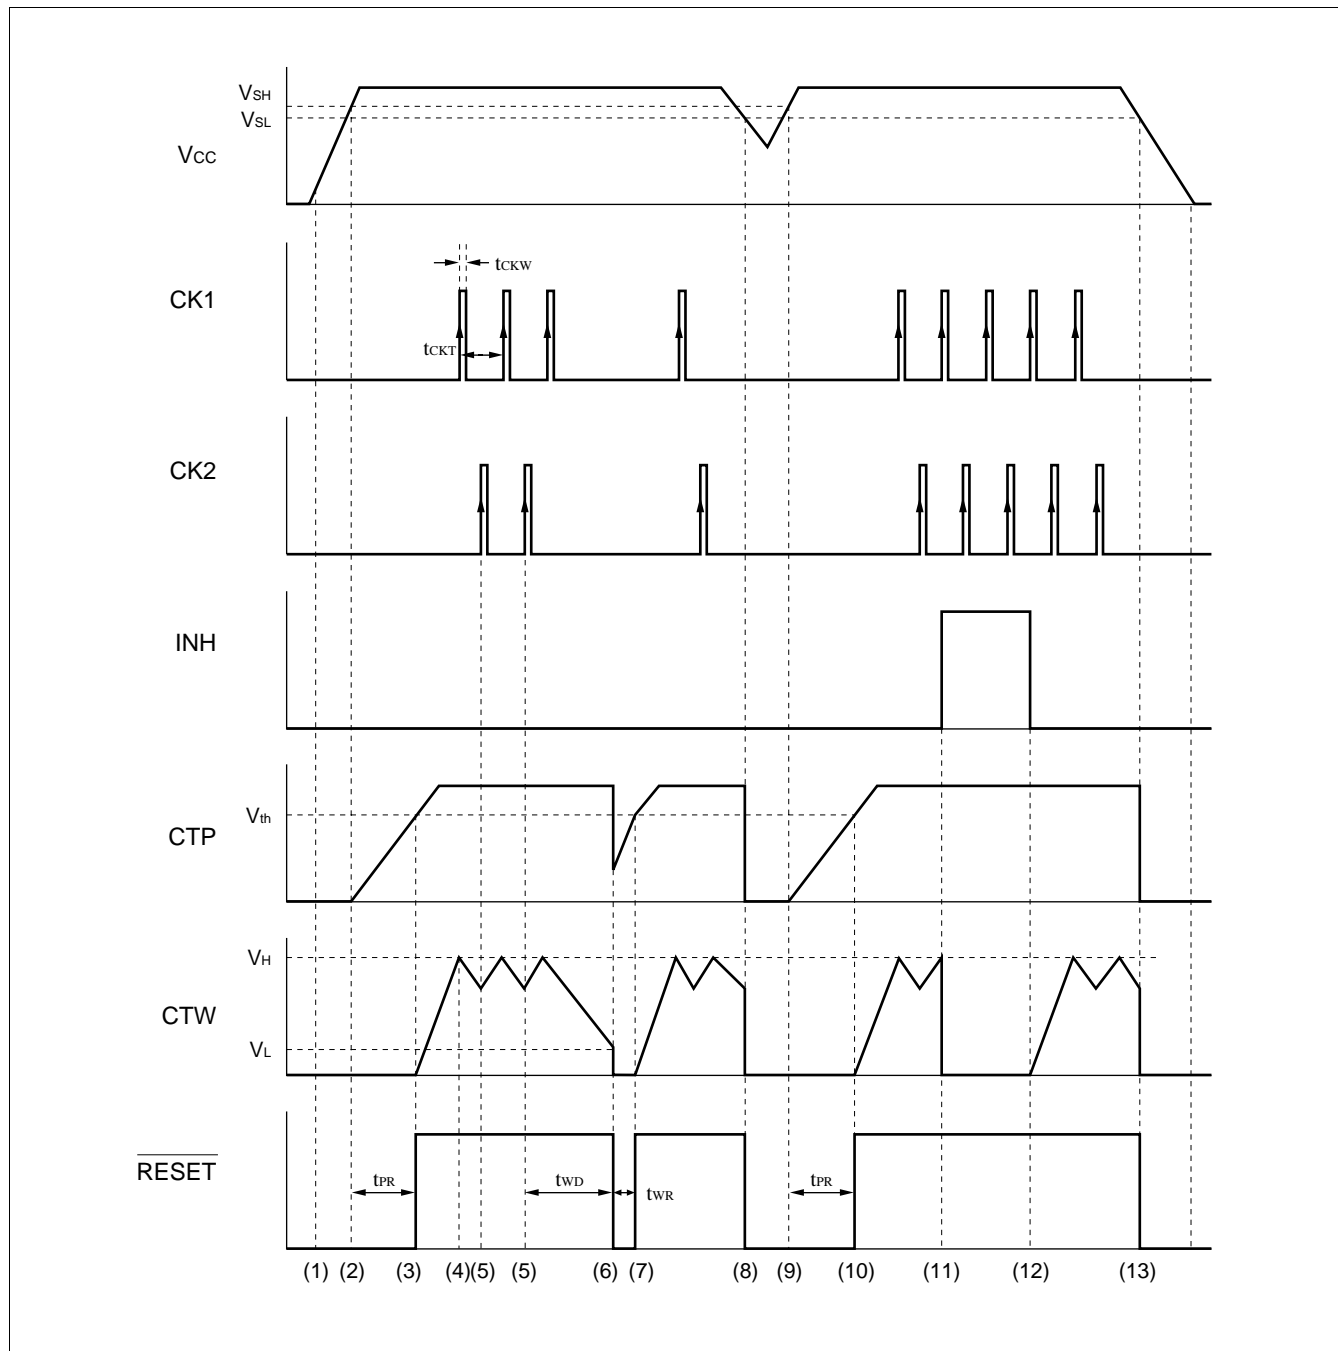 VSH
VSL
VCC
tCKW
CK1
tCKT
CK2
INH
Vth
CTP
VH
CTW
VL
RESET
tPR
tWD
tWR
tPR
(1) (2) (3) (4) (5) (5) (6) (7) (8) (9) (10) (11) (12) (13)